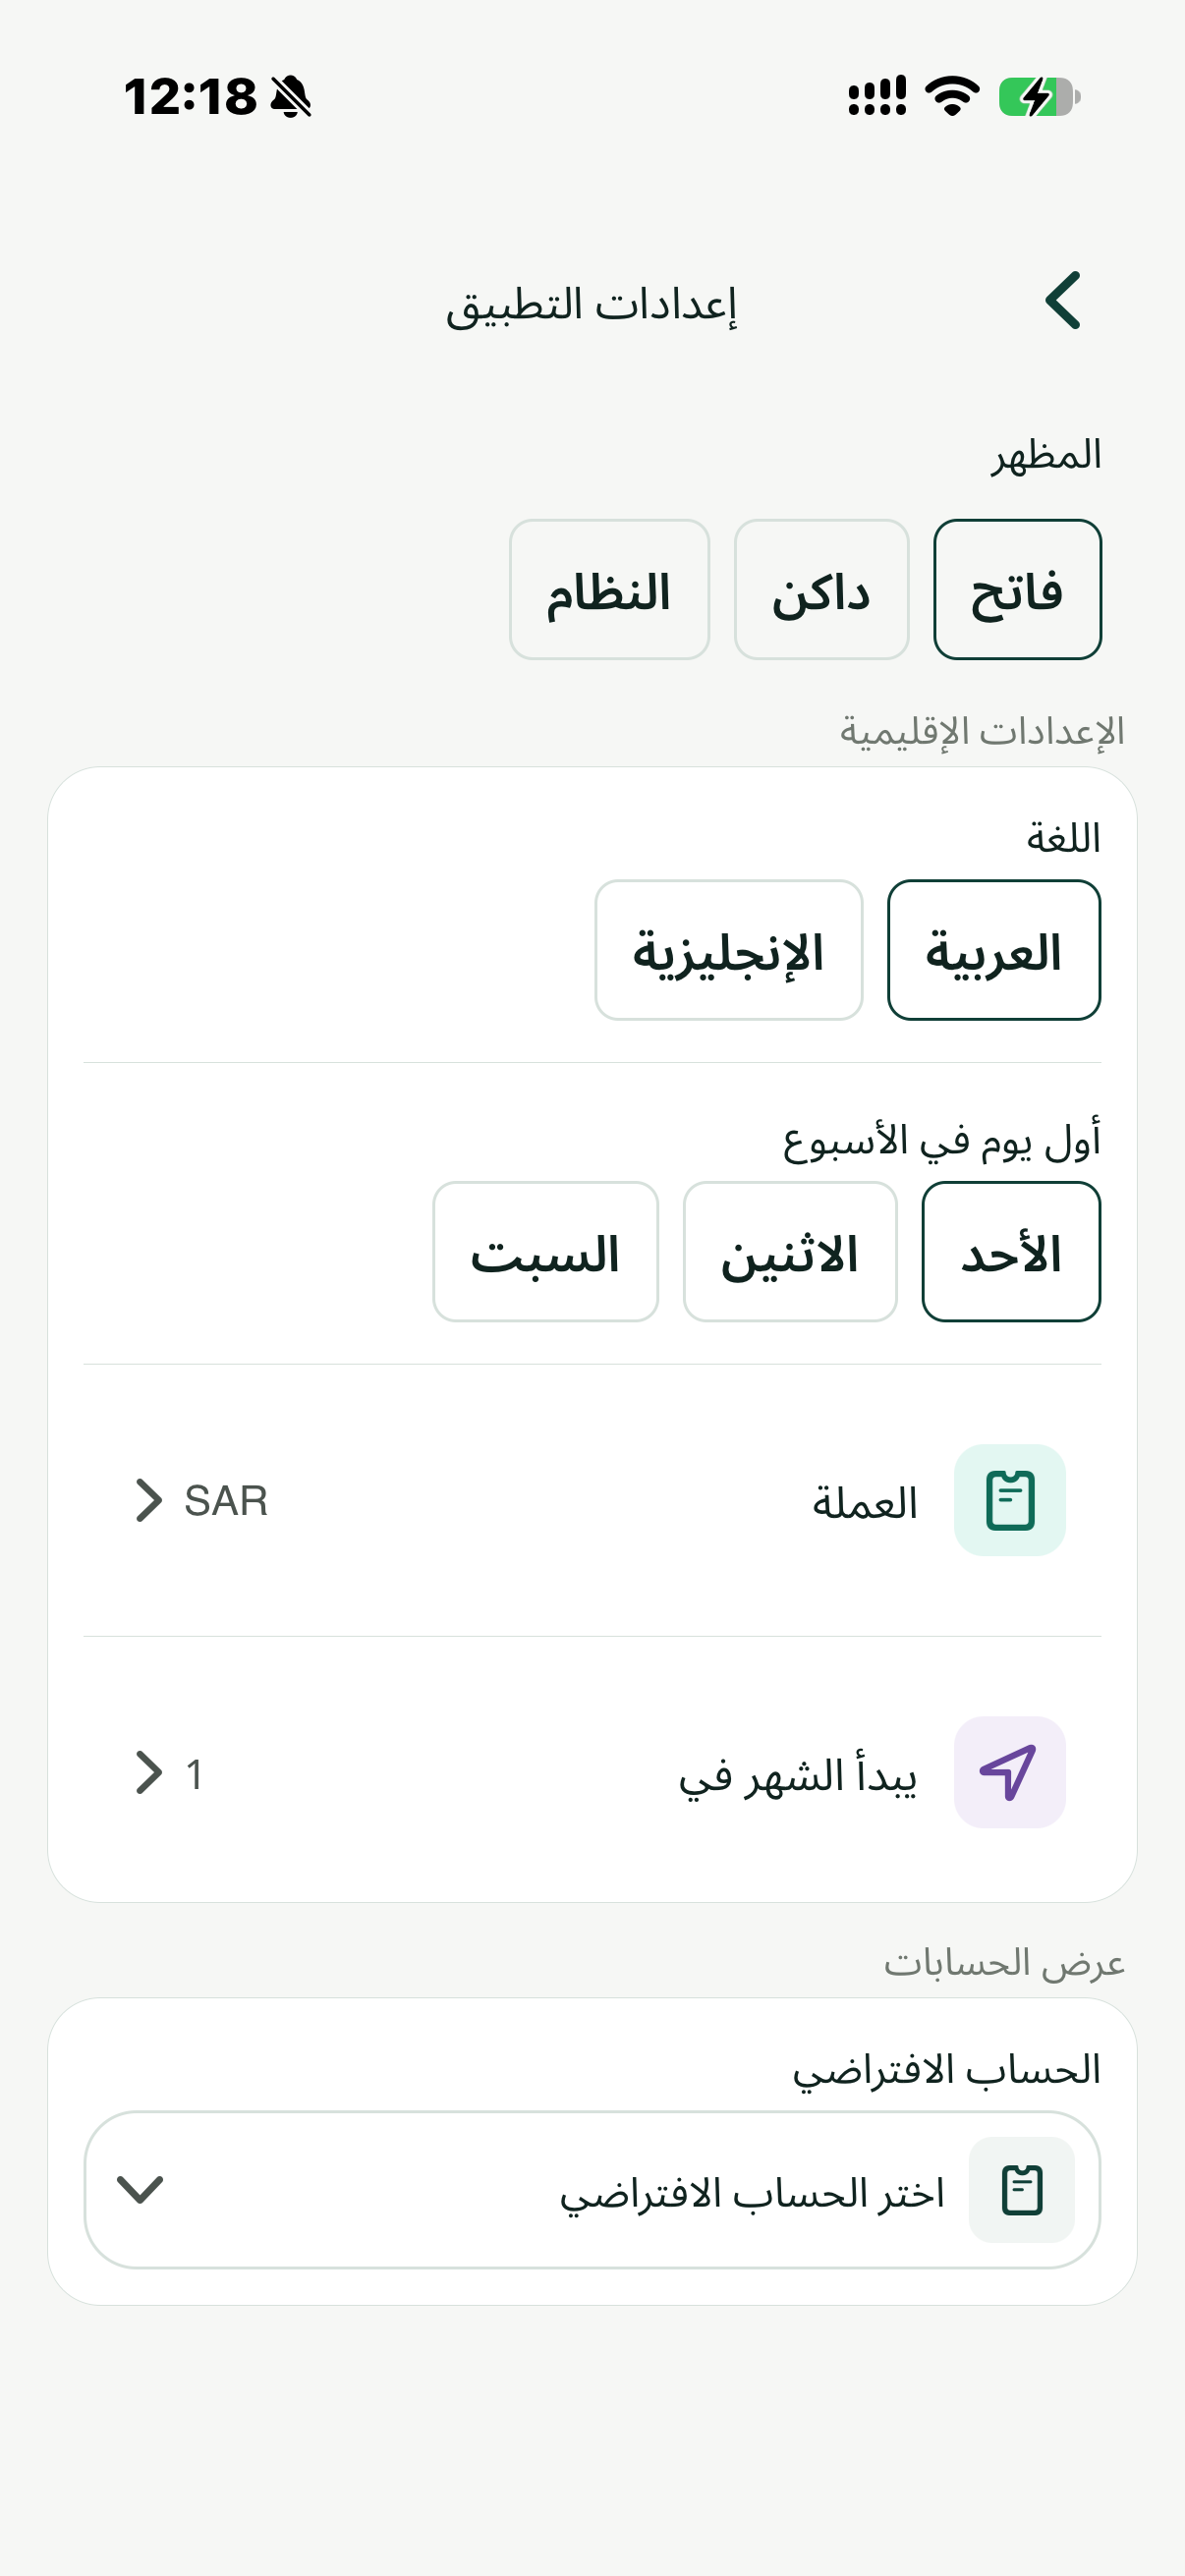 12:18
إعدادات التطبيق
المظهر
فاتح داكن النظام
الإعدادات الإقليمية
اللغة
العربية الإنجليزية
أول يوم في الأسبوع
الأحد الاثنين السبت
العملة SAR
يبدأ الشهر في 1
عرض الحسابات
الحساب الافتراضي
اختر الحساب الافتراضي